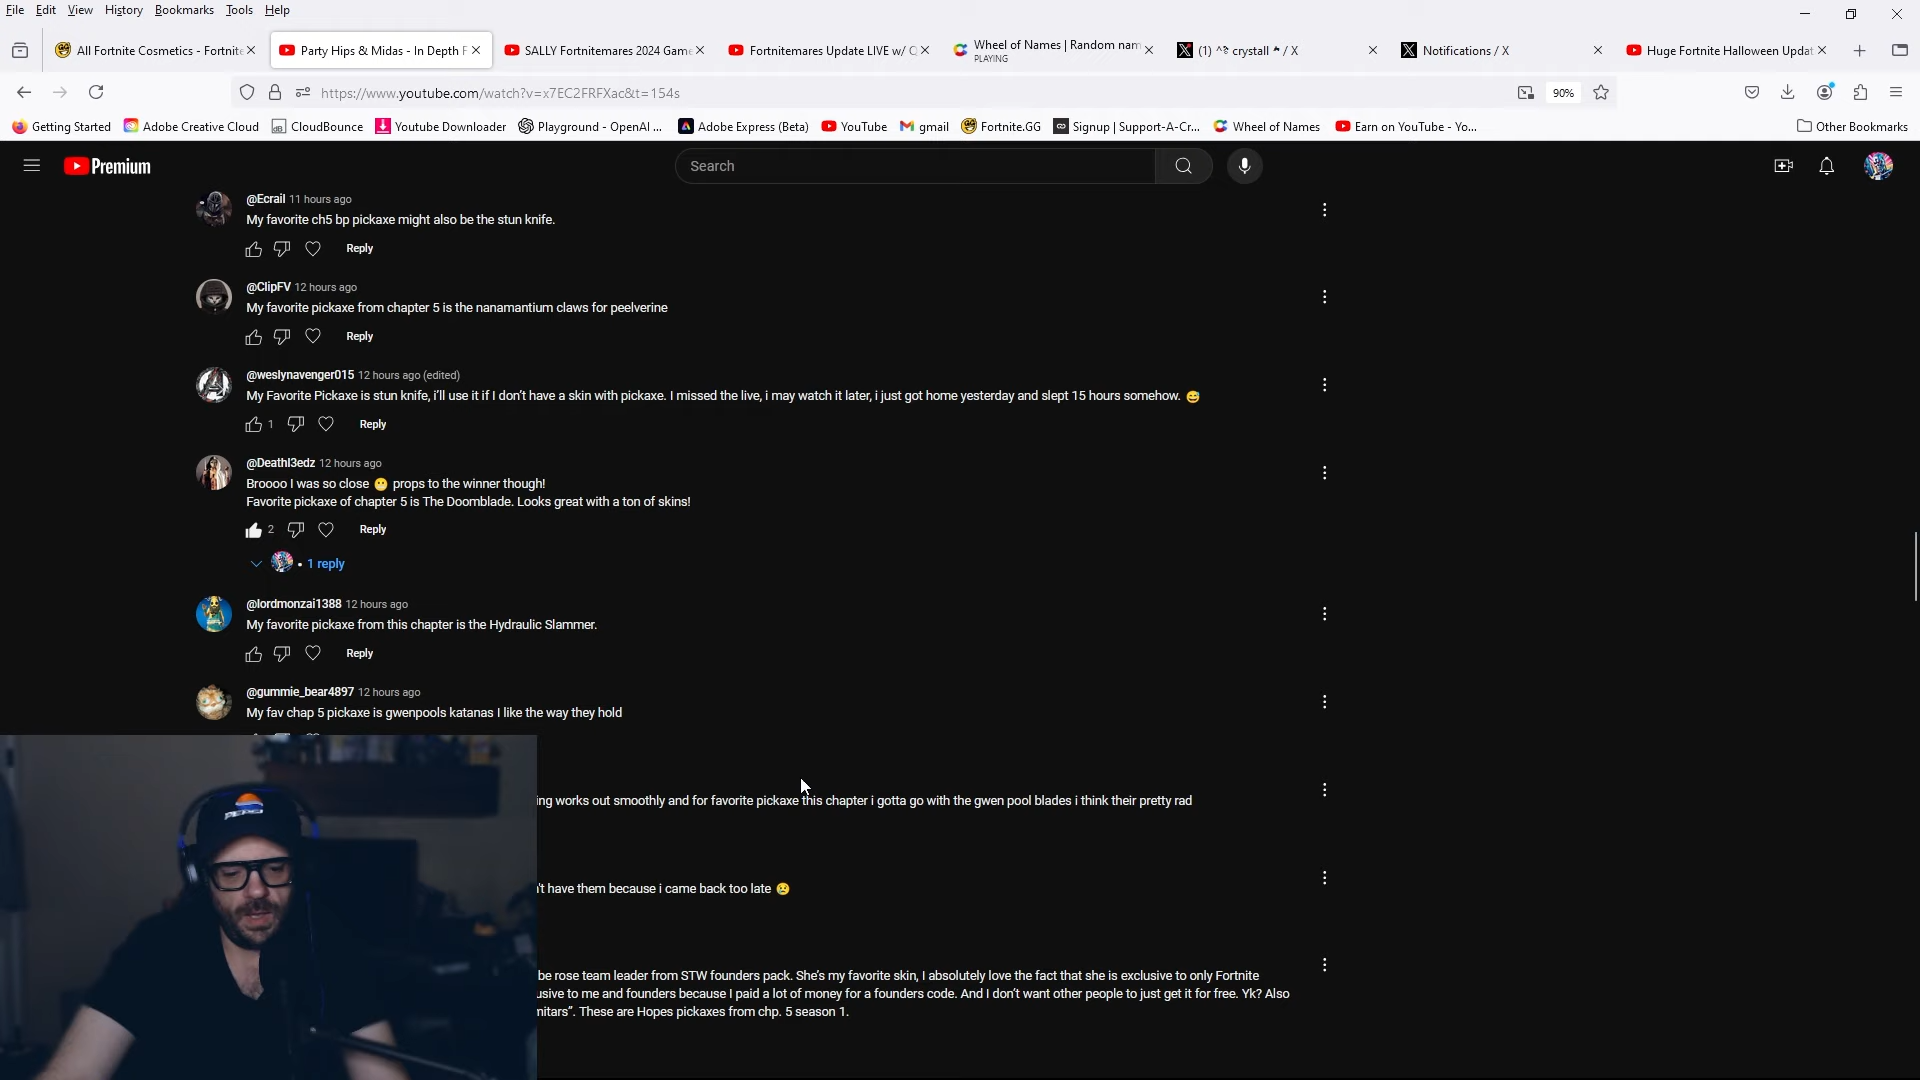 File Edit View History Bookmarks Tools Help
All Fortnite Cosmetics - Fortnite
Party Hips & Midas - In Depth F
SALLY Fortnitemares 2024 Game
Fortnitemares Update LIVE w/ C
Wheel of Names | Random nam
PLAYING
(1) ^? crystall ^ / X
Notifications / X
Huge Fortnite Halloween Updat
https://www.youtube.com/watch?v=x7EC2FRFXac&t=154s
90%
Getting Started
Adobe Creative Cloud
CloudBounce
Youtube Downloader
Playground - OpenAI ...
Adobe Express (Beta)
YouTube
gmail
Fortnite.GG
Signup | Support-A-Cr...
Wheel of Names
Earn on YouTube - Yo...
Other Bookmarks
Premium
Search
@Ecrail 11 hours ago
My favorite ch5 bp pickaxe might also be the stun knife.
Reply
@ClipFV 12 hours ago
My favorite pickaxe from chapter 5 is the nanamantium claws for peelverine
Reply
@weslynavenger015 12 hours ago (edited)
My Favorite Pickaxe is stun knife, i'll use it if I don't have a skin with pickaxe. I missed the live, i may watch it later, i just got home yesterday and slept 15 hours somehow. 😅
1 Reply
@Deathl3edz 12 hours ago
Broooo I was so close 😬 props to the winner though!
Favorite pickaxe of chapter 5 is The Doomblade. Looks great with a ton of skins!
2 Reply
• 1 reply
@lordmonzai1388 12 hours ago
My favorite pickaxe from this chapter is the Hydraulic Slammer.
Reply
@gummie_bear4897 12 hours ago
My fav chap 5 pickaxe is gwenpools katanas I like the way they hold
ing works out smoothly and for favorite pickaxe this chapter i gotta go with the gwen pool blades i think their pretty rad
't have them because i came back too late 😢
be rose team leader from STW founders pack. She's my favorite skin, I absolutely love the fact that she is exclusive to only Fortnite
usive to me and founders because I paid a lot of money for a founders code. And I don't want other people to just get it for free. Yk? Also
mitars". These are Hopes pickaxes from chp. 5 season 1.